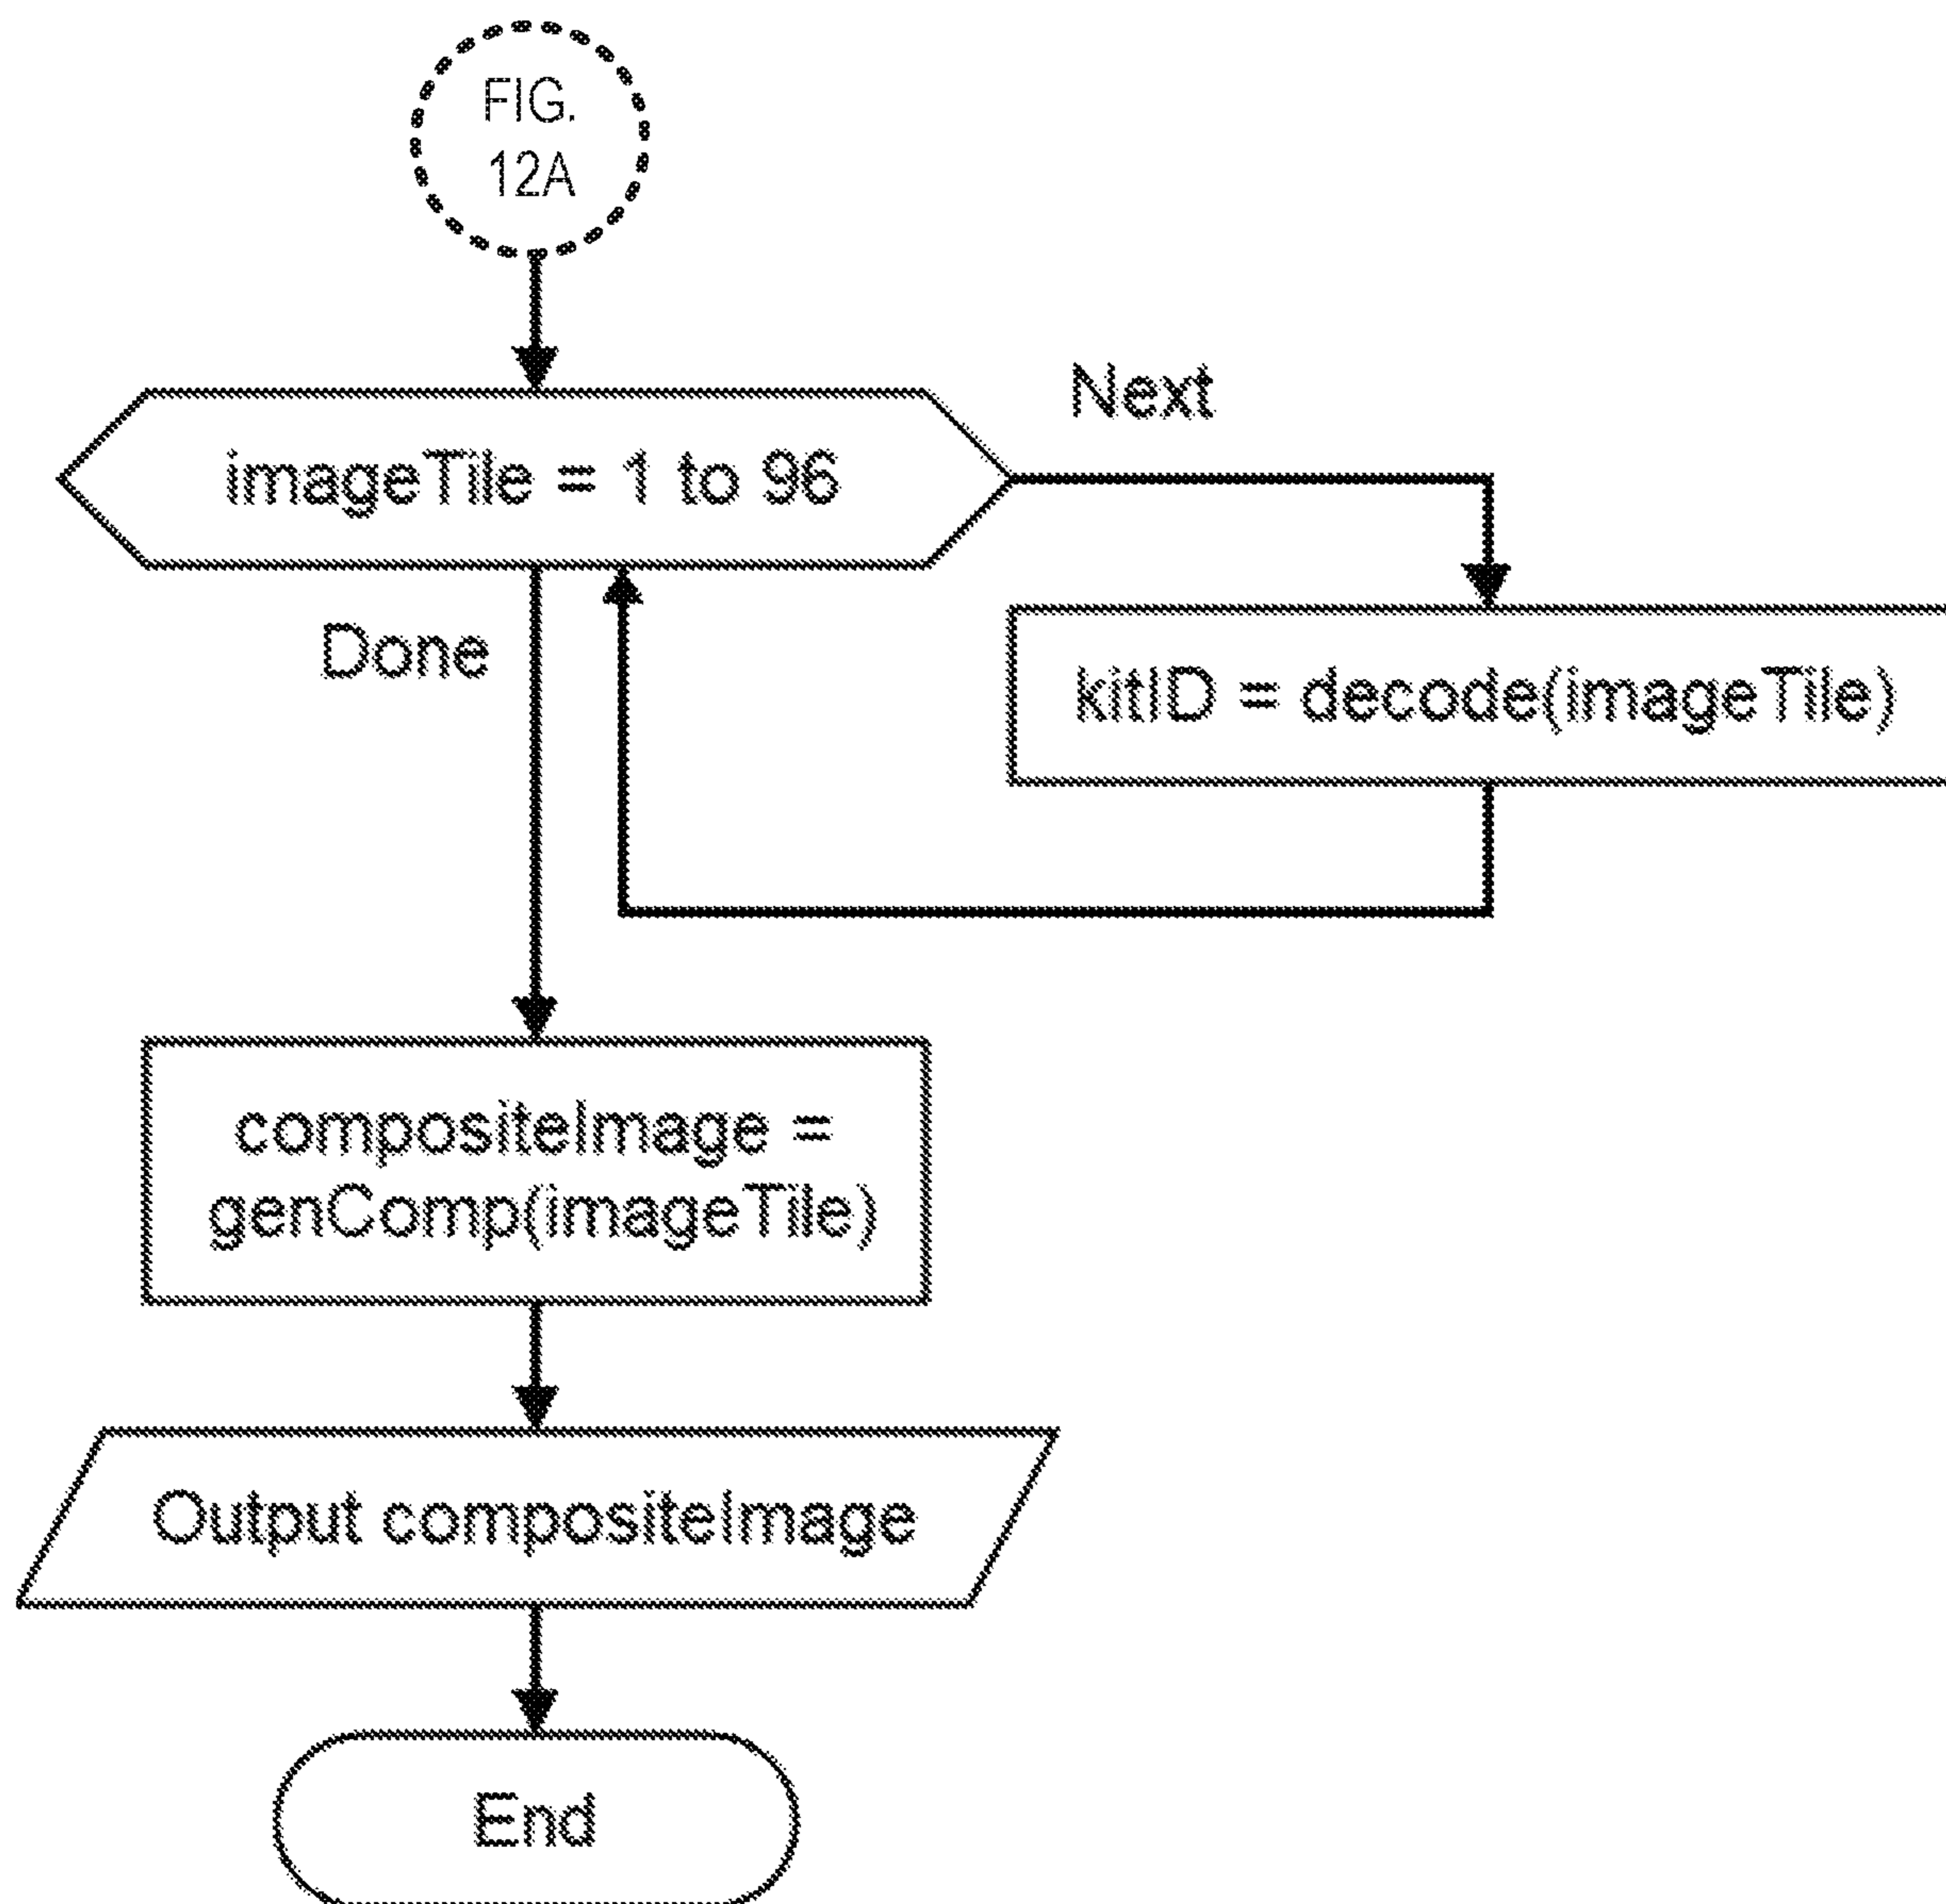 FIG.
12A
imageTile = 1 to 96
Next
Done
kitID = decode(imageTile)
compositeImage =
genComp(imageTile)
Output compositeImage
End